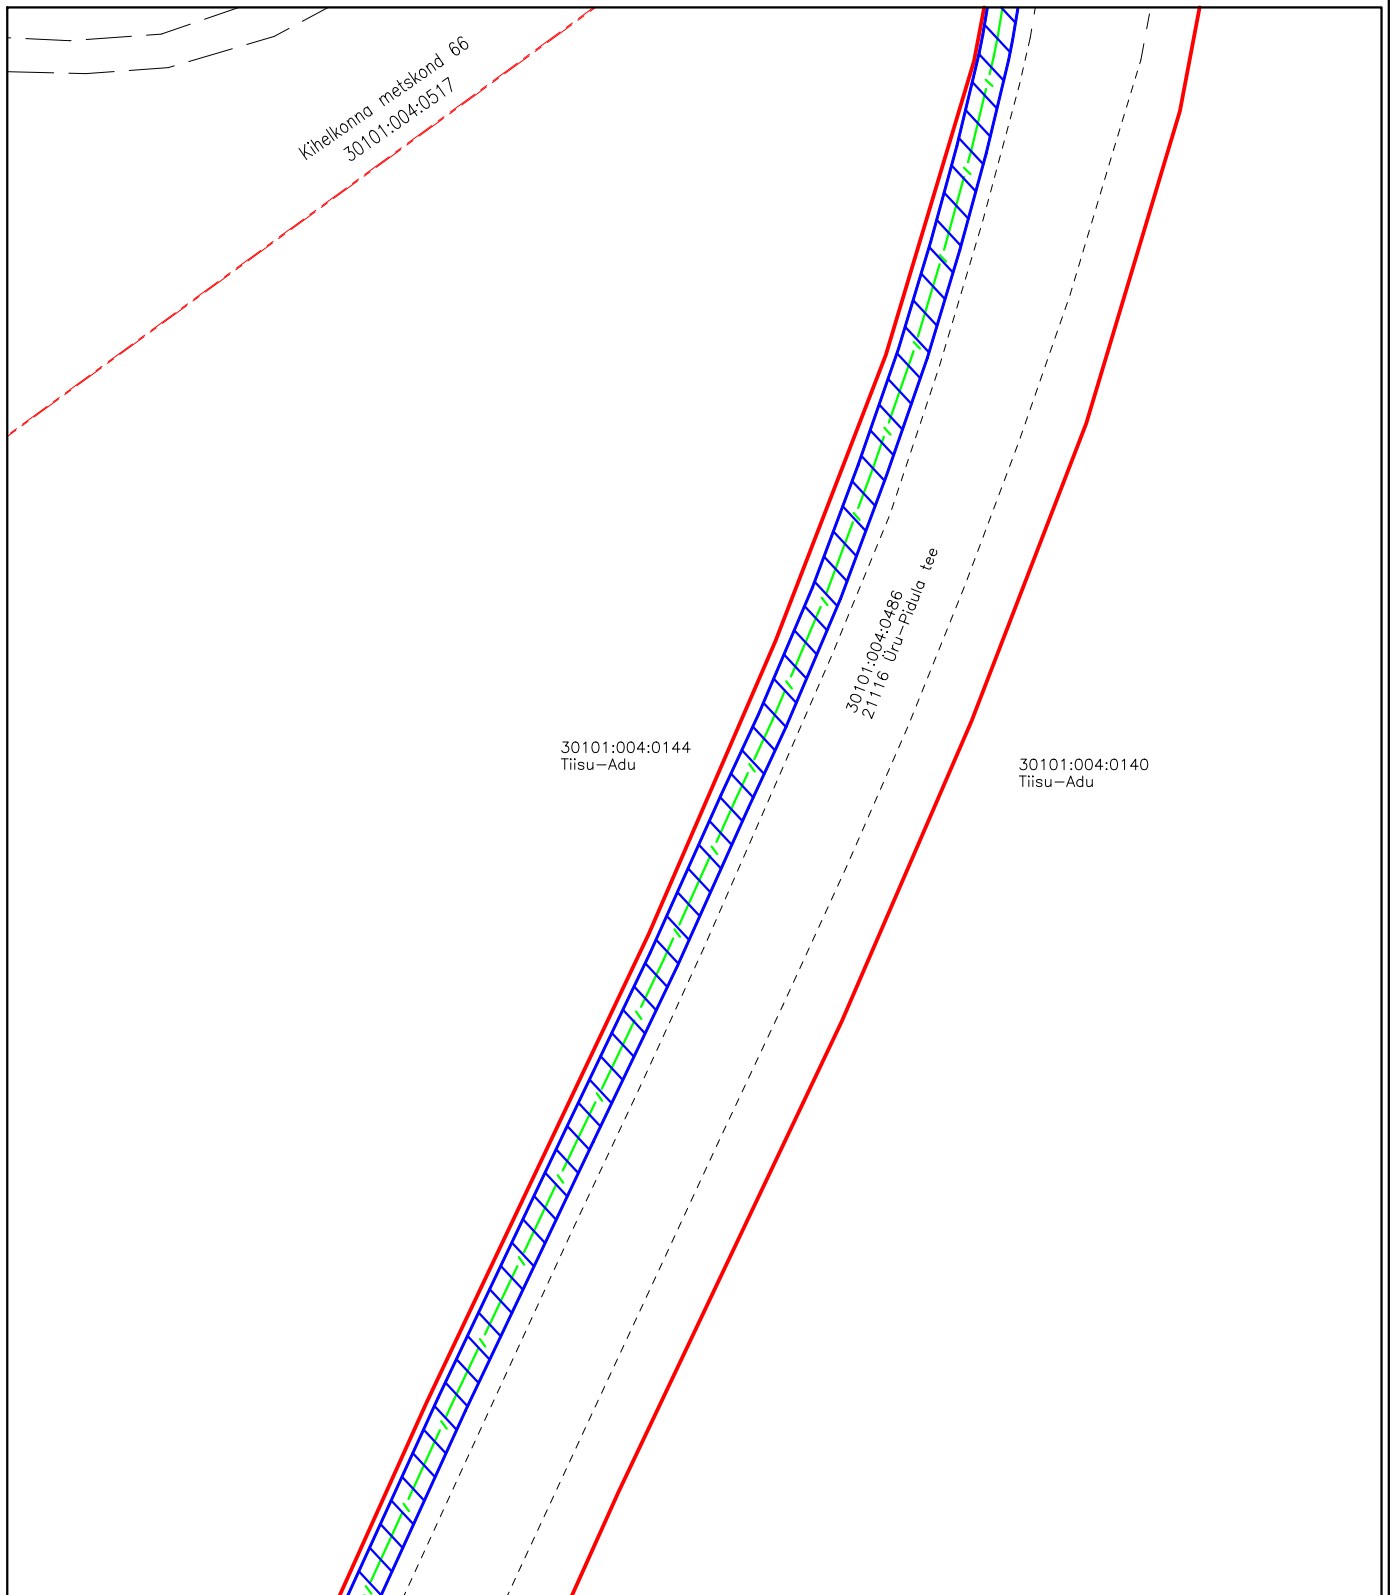 Kihelkonna metskond 66
30101:004:0517
30101:004:0486
21116 Üru-Pidula tee
30101:004:0144
Tiisu-Adu
30101:004:0140
Tiisu-Adu